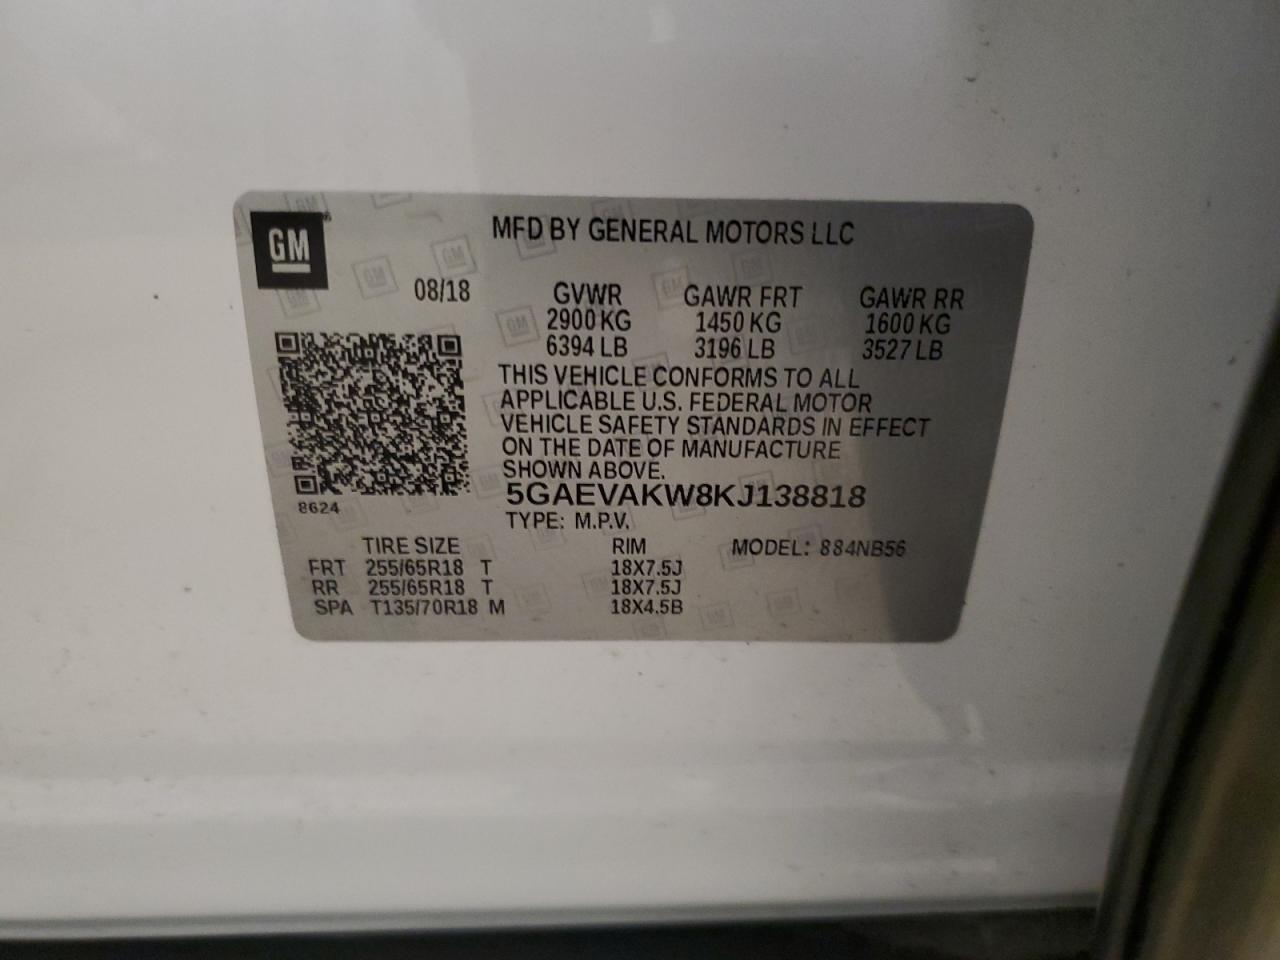 GM
MFD BY GENERAL MOTORS LLC
08/18
GVWR GAWR FRT GAWR RR
2900 KG 1450 KG 1600 KG
6394 LB 3196 LB 3527 LB
THIS VEHICLE CONFORMS TO ALL
APPLICABLE U.S. FEDERAL MOTOR
VEHICLE SAFETY STANDARDS IN EFFECT
ON THE DATE OF MANUFACTURE
SHOWN ABOVE.
5GAEVAKW8KJ138818
8624
TYPE: M.P.V.
TIRE SIZE RIM MODEL: 884NB56
FRT 255/65R18 T 18X7.5J
RR 255/65R18 T 18X7.5J
SPA T135/70R18 M 18X4.5B